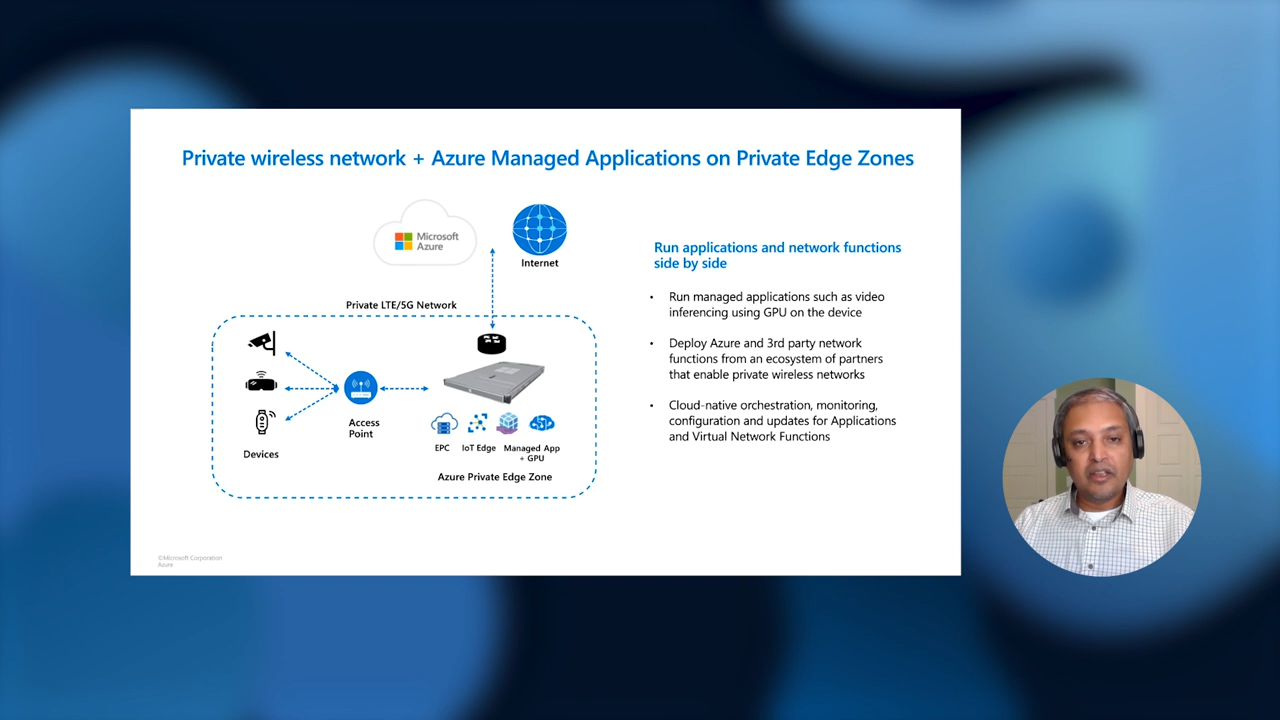 Private wireless network + Azure Managed Applications on Private Edge Zones
Microsoft
Azure
Internet
Private LTE/5G Network
Access
Point
Devices
EPC
IoT Edge
Managed App
+ GPU
Azure Private Edge Zone
Run applications and network functions
side by side
• Run managed applications such as video
inferencing using GPU on the device
• Deploy Azure and 3rd party network
functions from an ecosystem of partners
that enable private wireless networks
• Cloud-native orchestration, monitoring,
configuration and updates for Applications
and Virtual Network Functions
©Microsoft Corporation
Azure